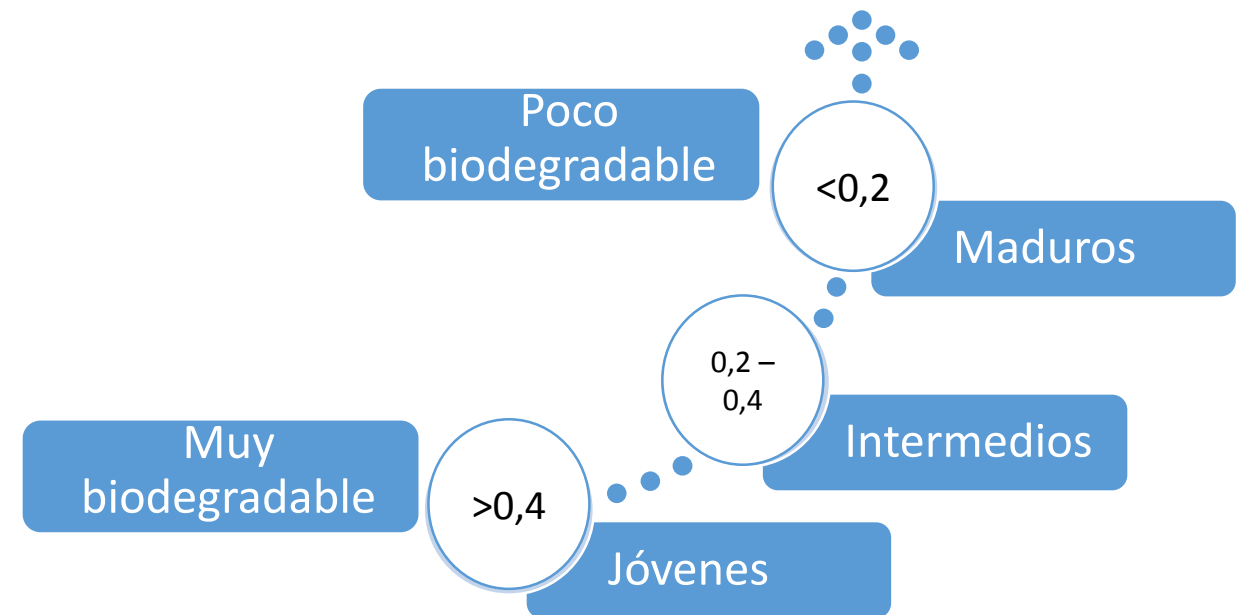 Poco
biodegradable
<0,2
Maduros
0,2 –
0,4
Intermedios
Muy
biodegradable
>0,4
Jóvenes